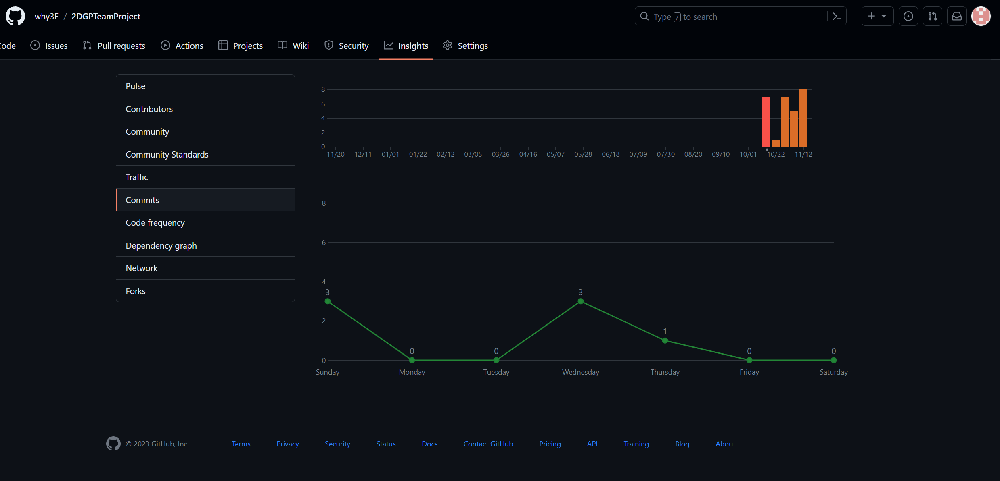 why3E / 2DGPTeamProject
Type / to search
Code Issues Pull requests Actions Projects Wiki Security Insights Settings
Pulse
Contributors
Community
Community Standards
Traffic
Commits
Code frequency
Dependency graph
Network
Forks
8
6
4
2
0
11/20 12/11 01/01 01/22 02/12 03/05 03/26 04/16 05/07 05/28 06/18 07/09 07/30 08/20 09/10 10/01 10/22 11/12
8
6
4
3 3
2
1
0 0 0 0
0
Sunday Monday Tuesday Wednesday Thursday Friday Saturday
© 2023 GitHub, Inc. Terms Privacy Security Status Docs Contact GitHub Pricing API Training Blog About